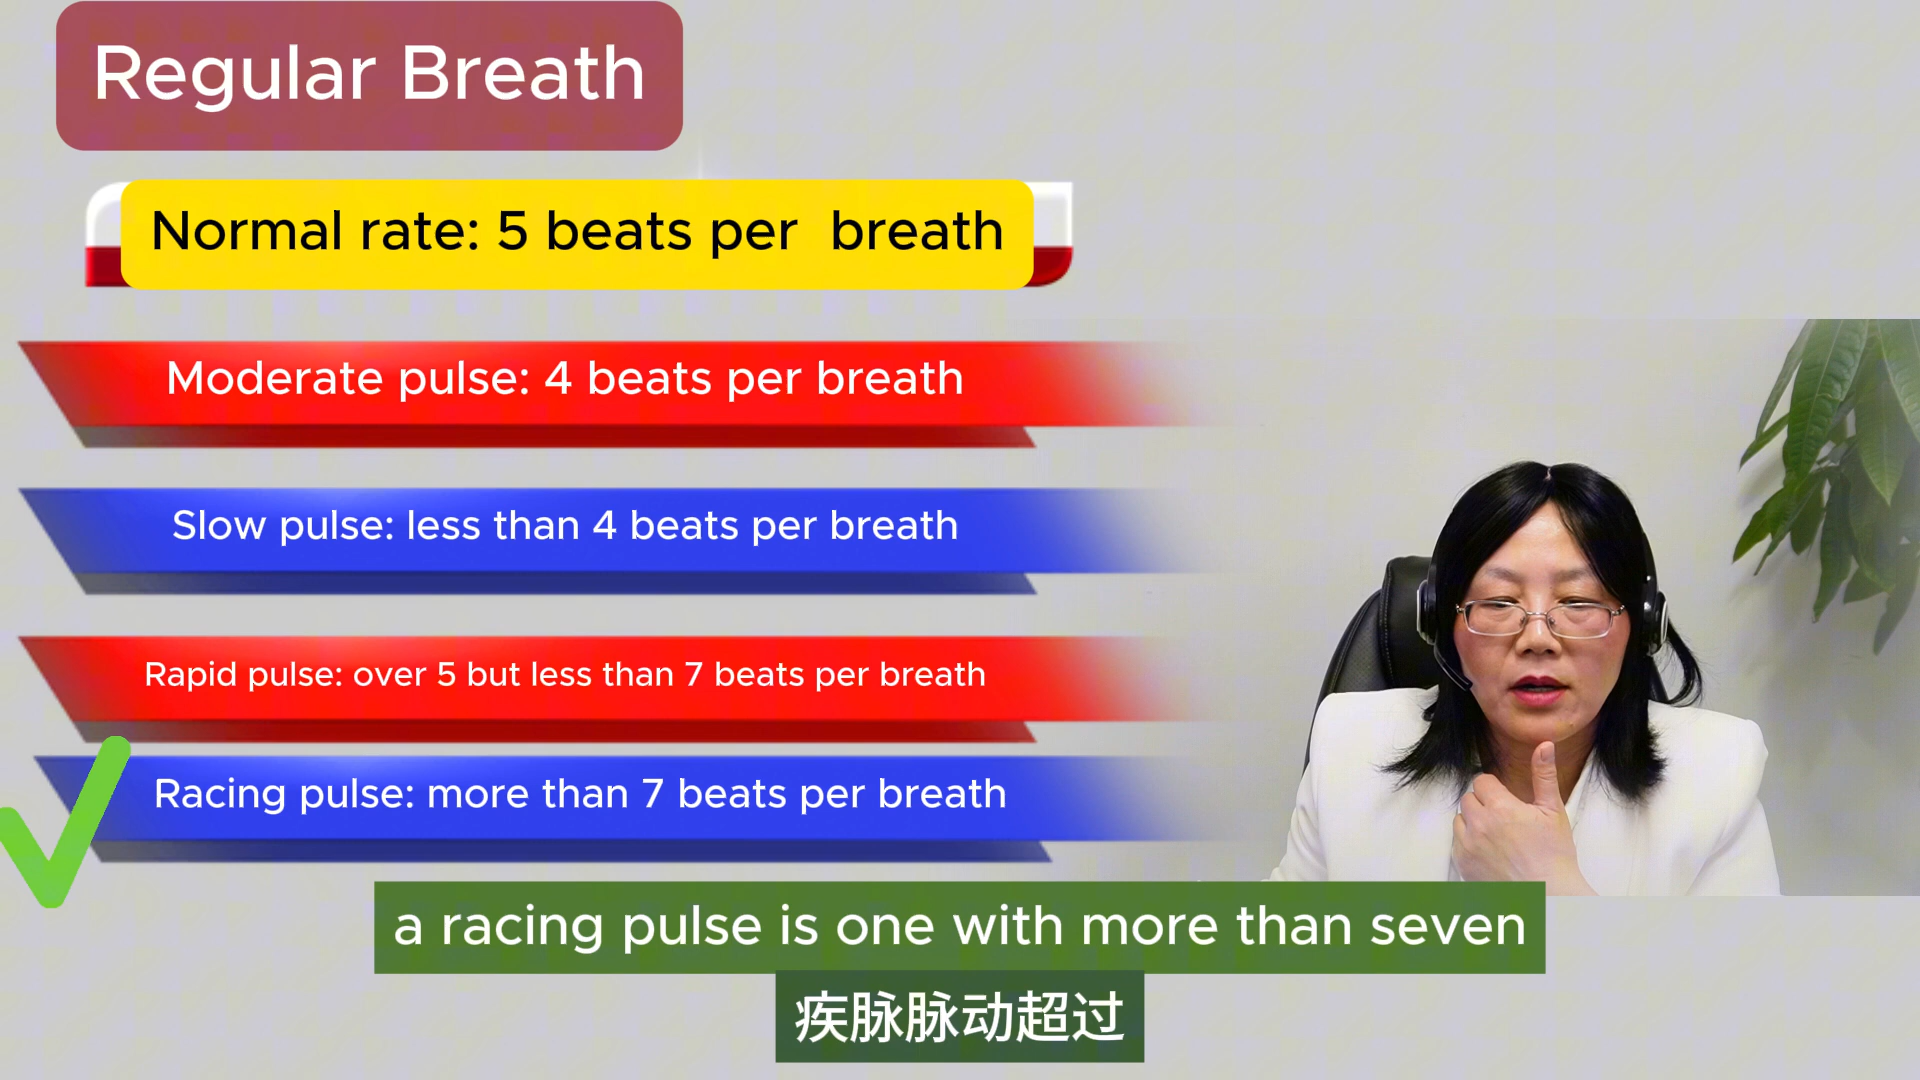 Regular Breath
Normal rate: 5 beats per breath
Moderate pulse: 4 beats per breath
Slow pulse: less than 4 beats per breath
Rapid pulse: over 5 but less than 7 beats per breath
Racing pulse: more than 7 beats per breath
a racing pulse is one with more than seven
疾脉脉动超过